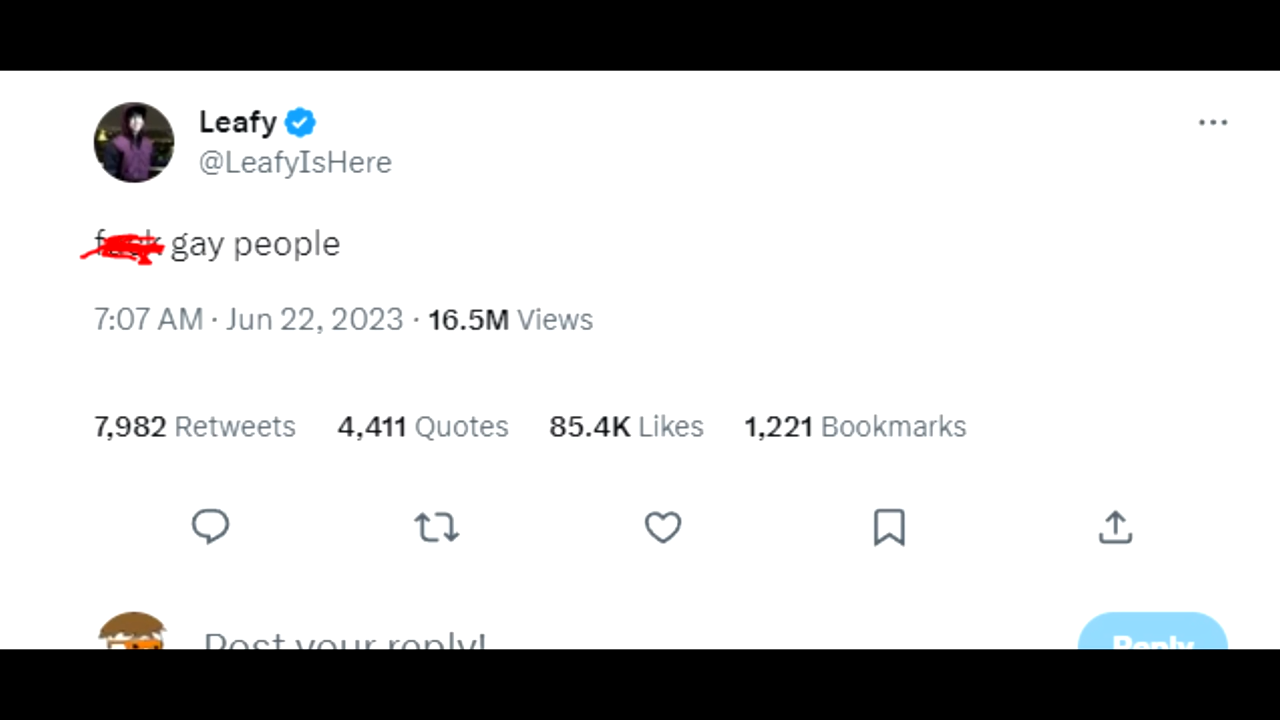 Leafy
@LeafyIsHere
gay people
7:07 AM · Jun 22, 2023 · 16.5M Views
7,982 Retweets 4,411 Quotes 85.4K Likes 1,221 Bookmarks
Post your reply!
Reply